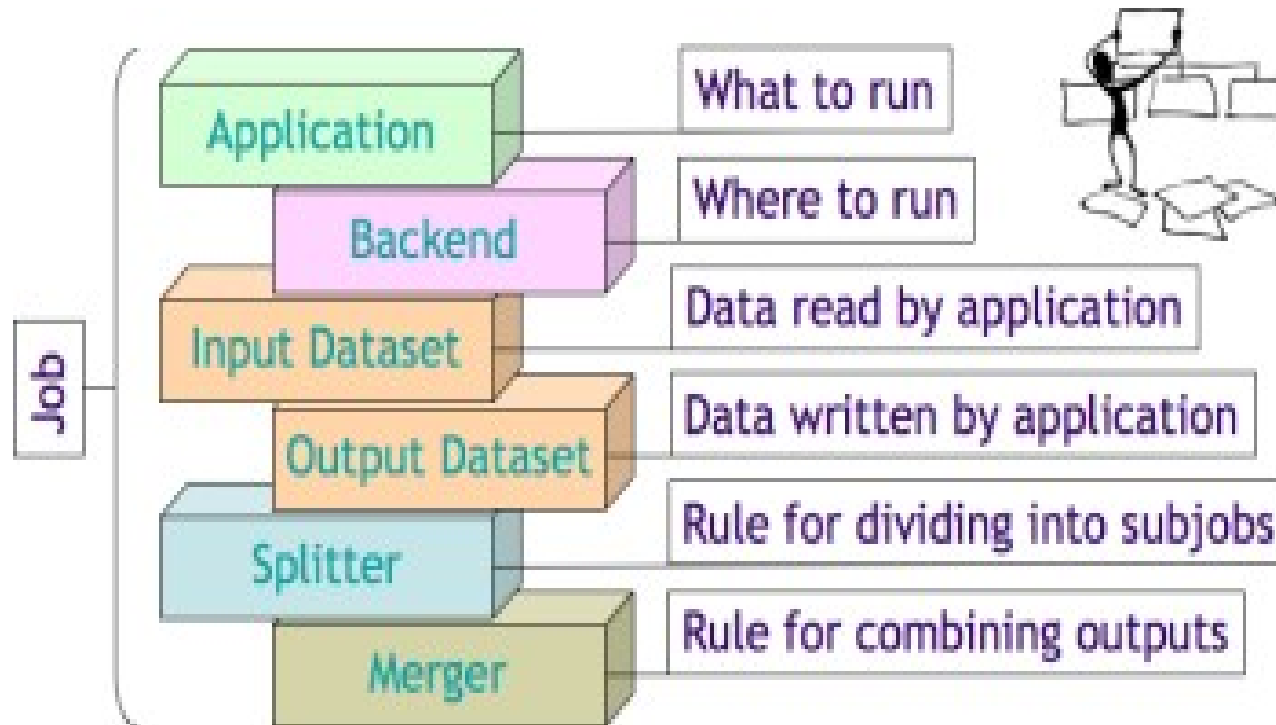 Application
What to run
Backend
Where to run
Input Dataset
Data read by application
Job
Output Dataset
Data written by application
Splitter
Rule for dividing into subjobs
Merger
Rule for combining outputs